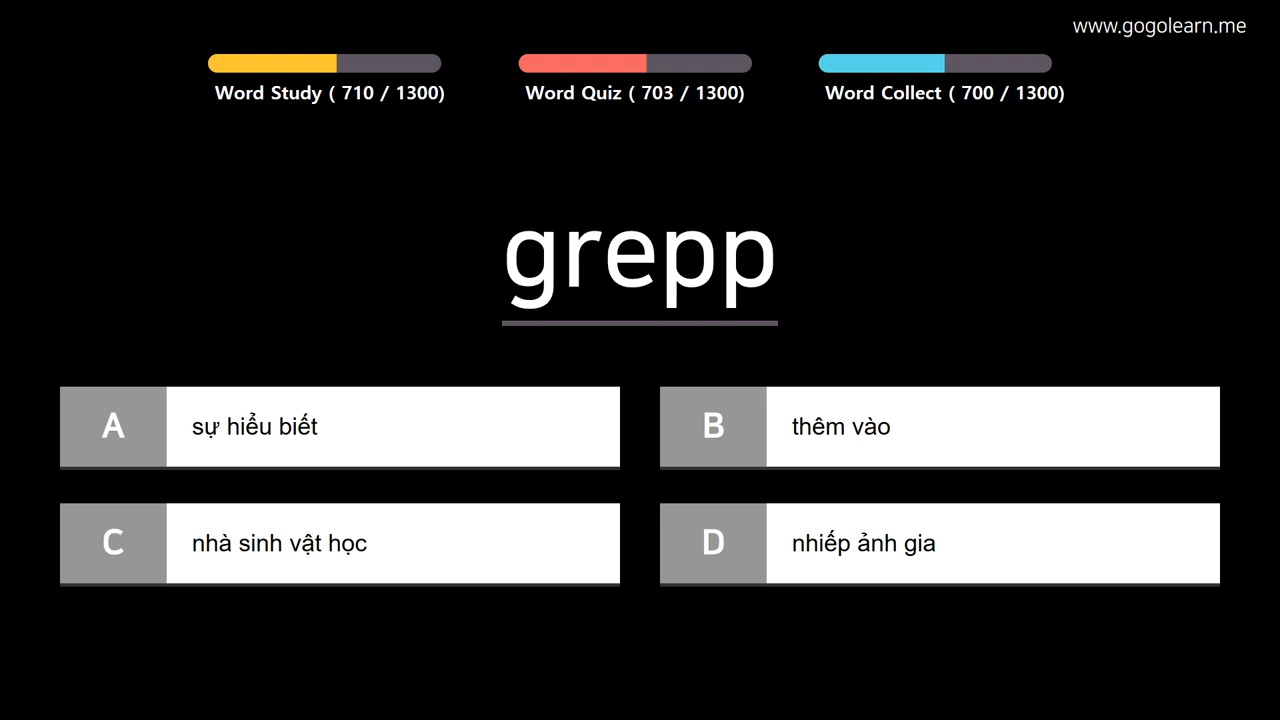 www.gogolearn.me
Word Study ( 710 / 1300)
Word Quiz ( 703 / 1300)
Word Collect ( 700 / 1300)
grepp
A
sự hiểu biết
B
thêm vào
C
nhà sinh vật học
D
nhiếp ảnh gia